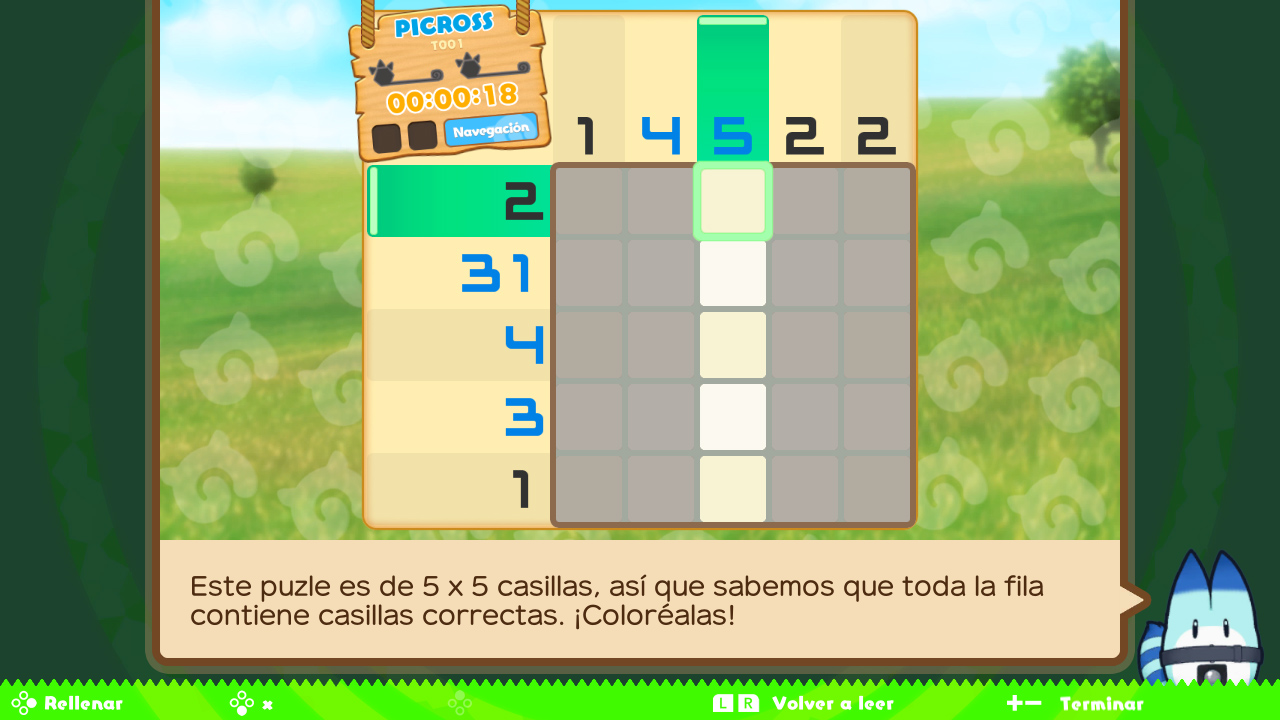 PICROSS
T001
00:00:18
Navegación
1 4 5 2 2
2
3 1
4
3
1
Este puzle es de 5 x 5 casillas, así que sabemos que toda la fila
contiene casillas correctas. ¡Coloréalas!
Rellenar x L R Volver a leer +− Terminar